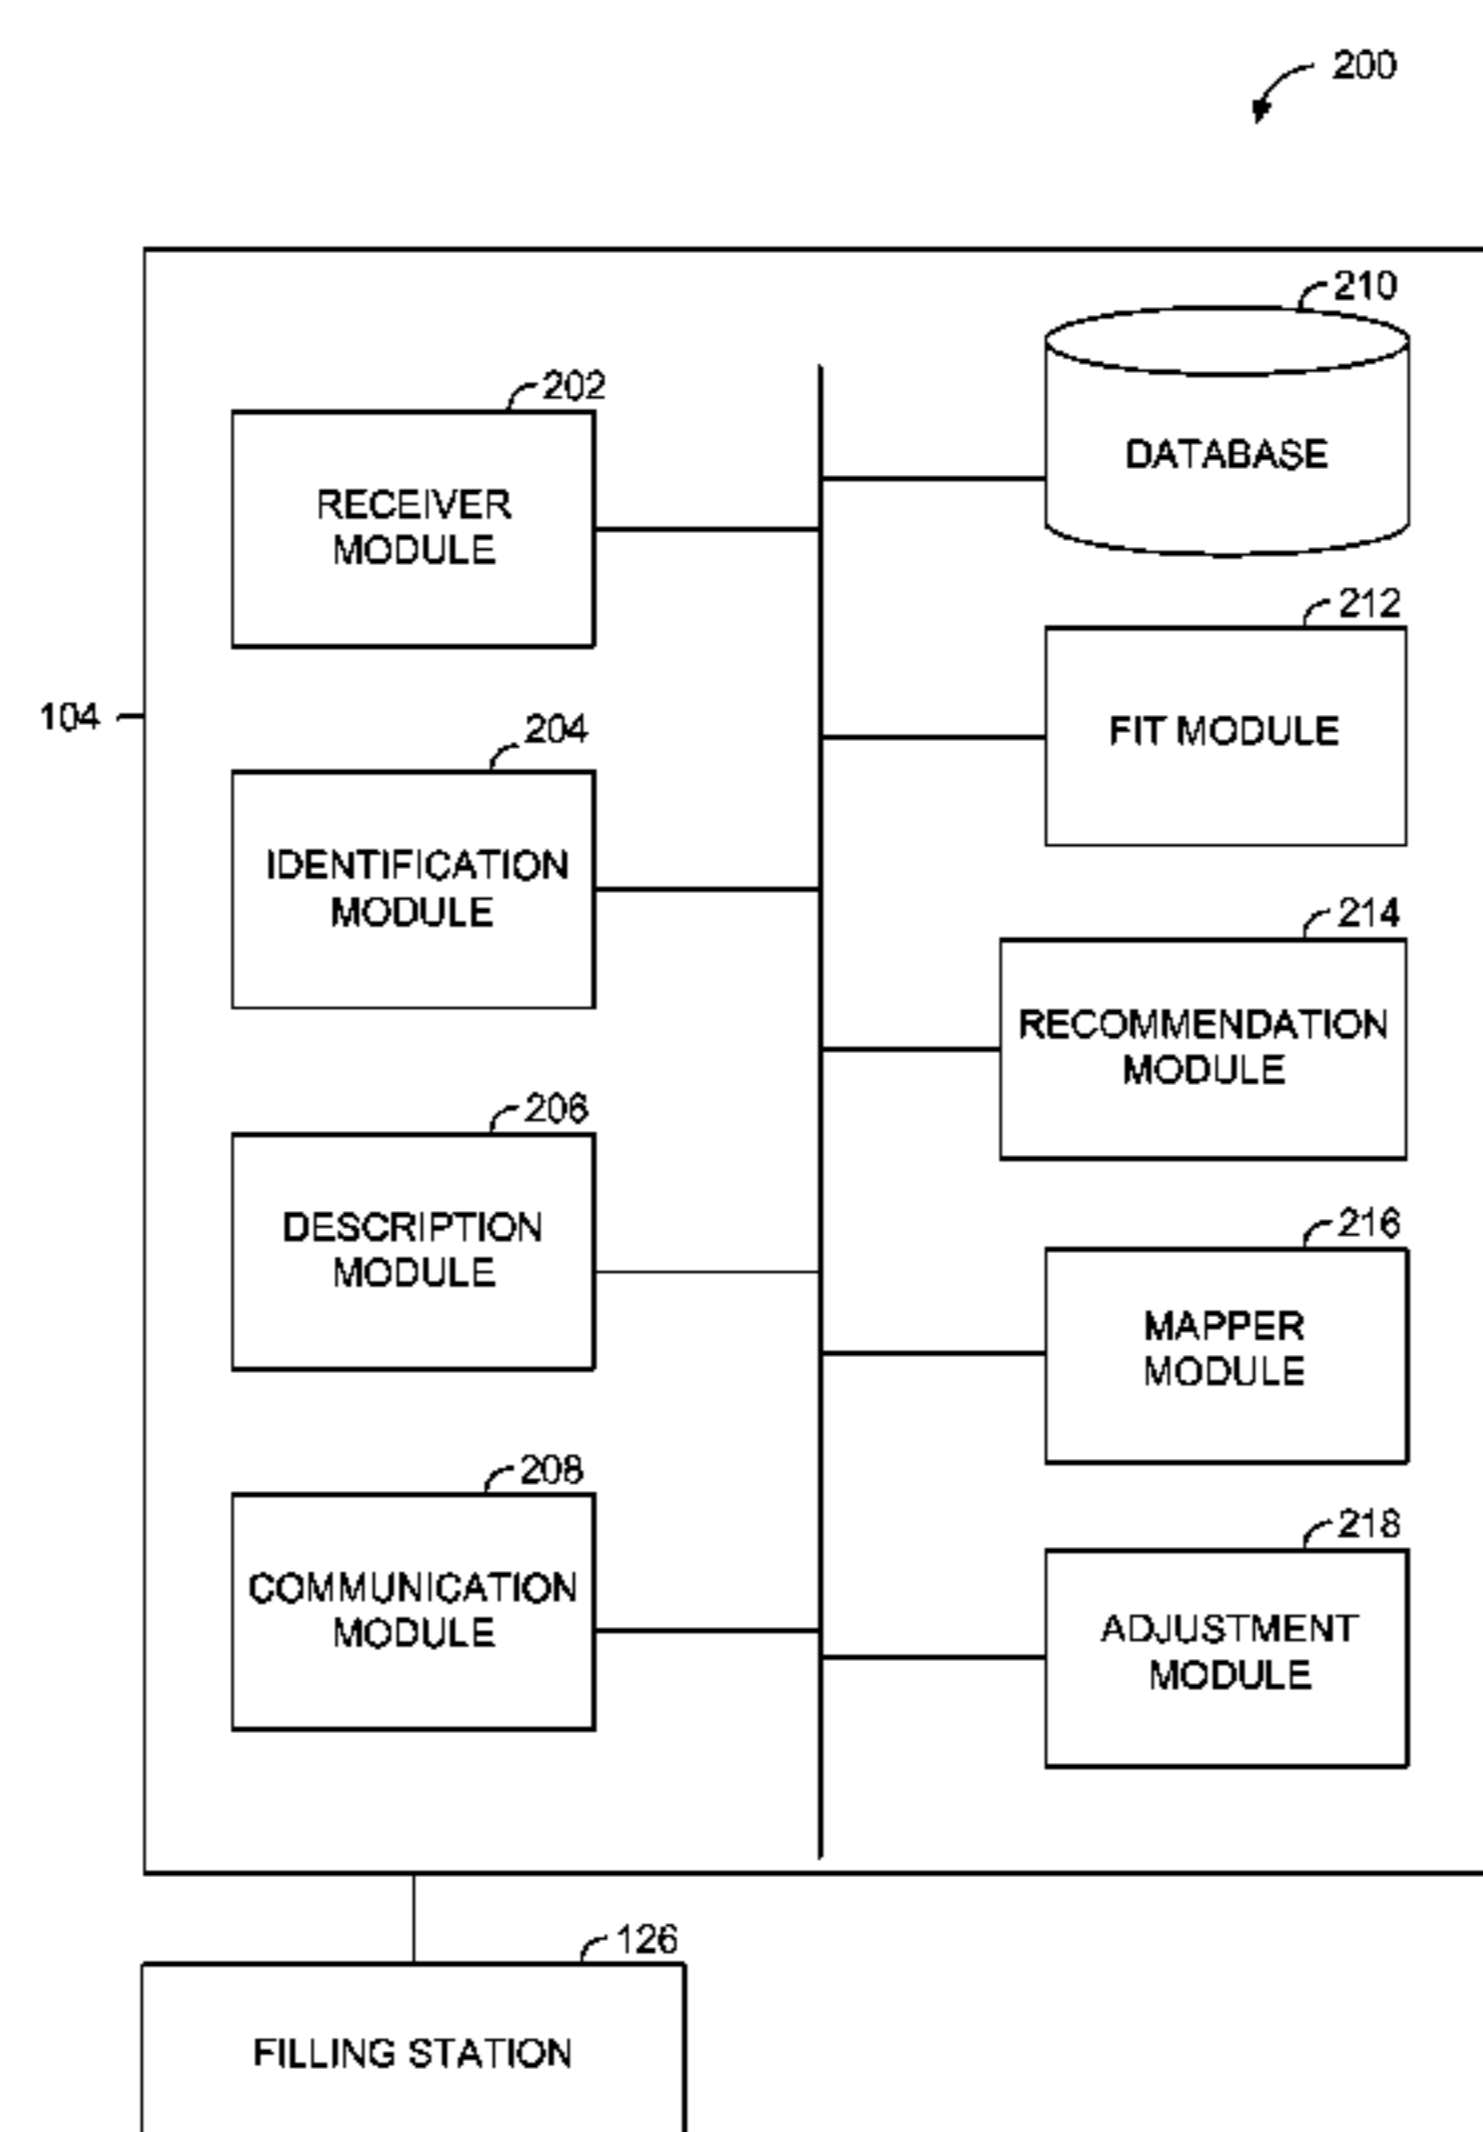 200
210
202
DATABASE
RECEIVER
MODULE
212
104
204
FIT MODULE
IDENTIFICATION
MODULE
214
RECOMMENDATION
MODULE
206
DESCRIPTION
MODULE
216
MAPPER
MODULE
208
COMMUNICATION
MODULE
218
ADJUSTMENT
MODULE
126
FILLING STATION